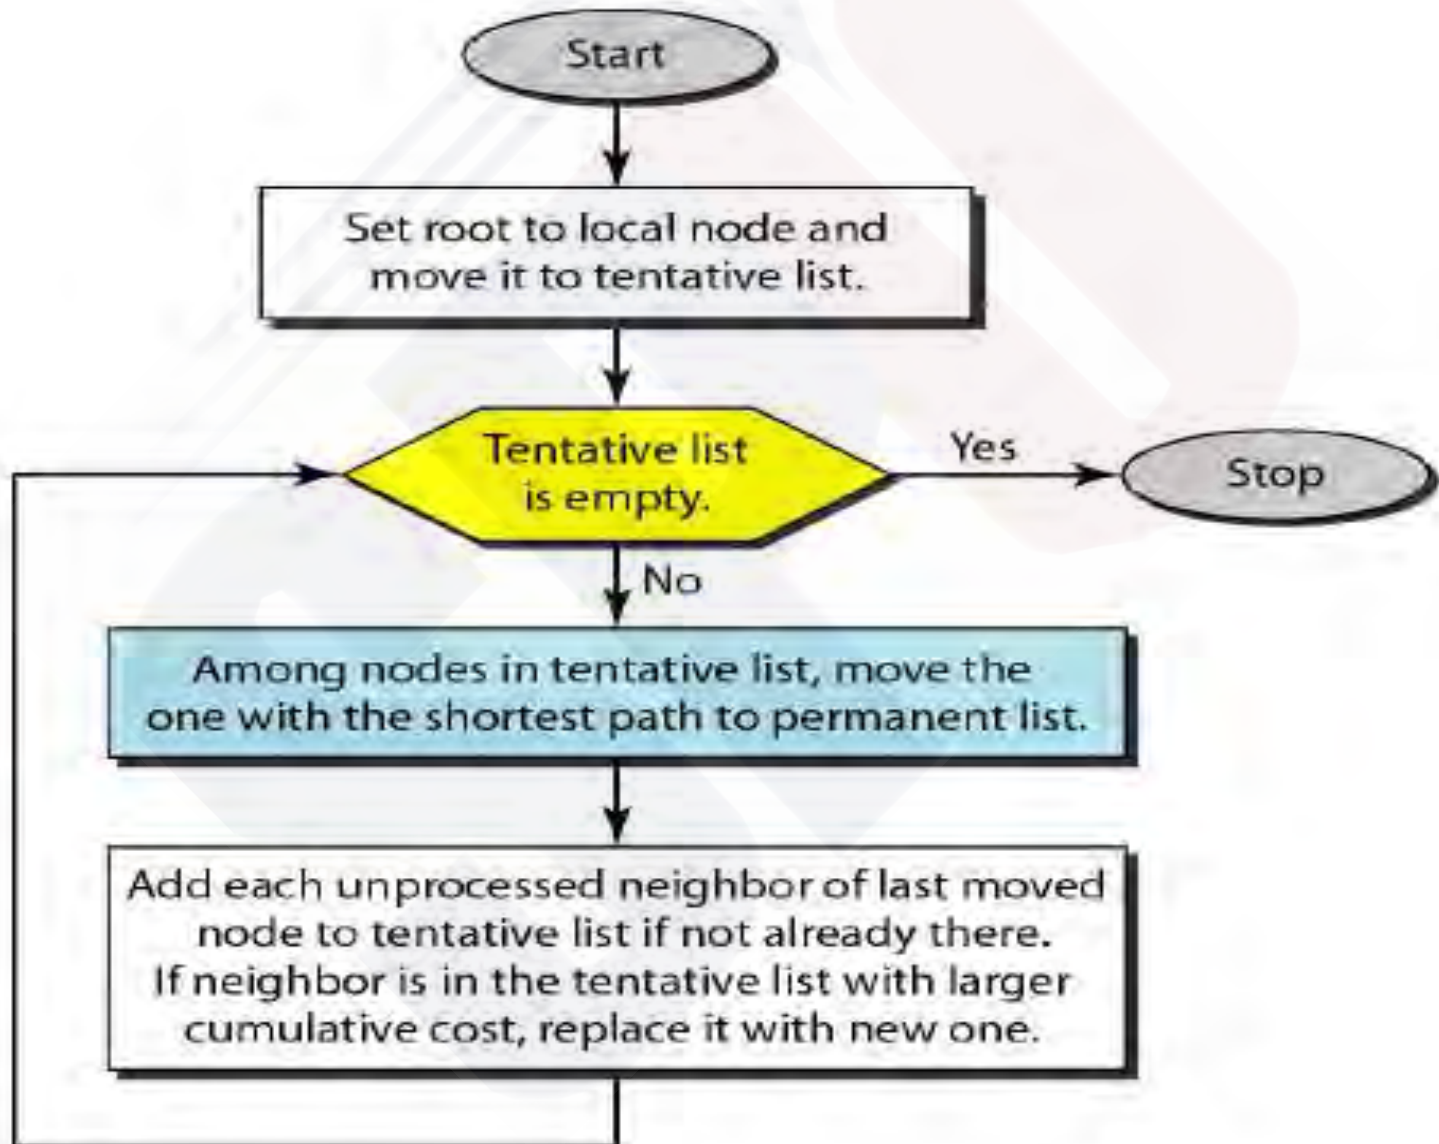 Start
Set root to local node and
move it to tentative list.
Tentative list
is empty.
Yes
Stop
No
Among nodes in tentative list, move the
one with the shortest path to permanent list.
Add each unprocessed neighbor of last moved
node to tentative list if not already there.
If neighbor is in the tentative list with larger
cumulative cost, replace it with new one.